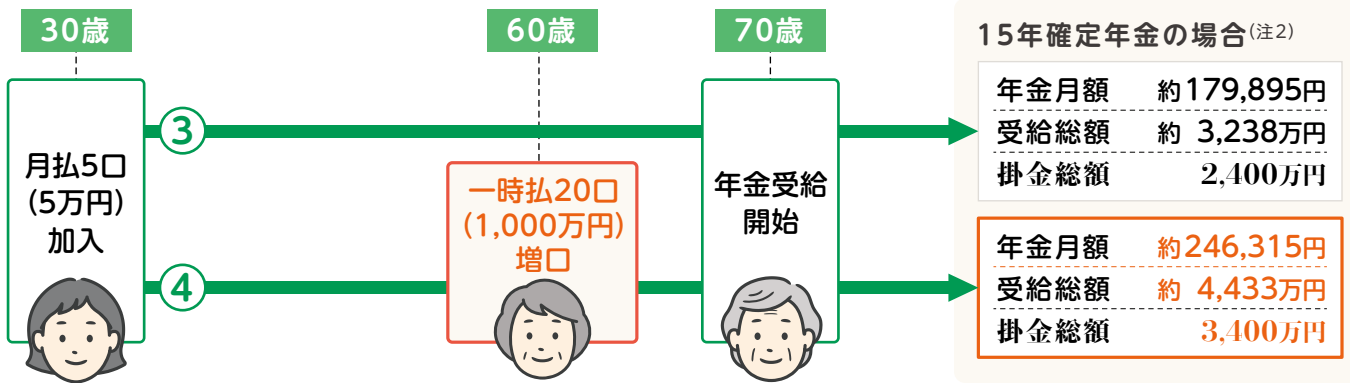 30歳
60歳
70歳
月払5口
(5万円)
加入
③
④
一時払20口
(1,000万円)
増口
年金受給
開始
15年確定年金の場合(注2)
年金月額 約179,895円
受給総額 約 3,238万円
掛金総額 2,400万円
年金月額 約246,315円
受給総額 約 4,433万円
掛金総額 3,400万円